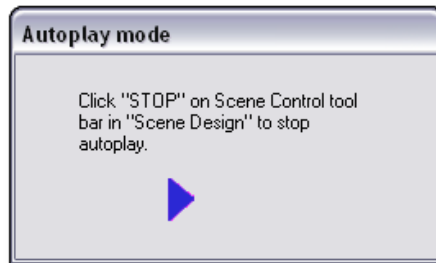 Autoplay mode
Click "STOP" on Scene Control tool
bar in "Scene Design" to stop
autoplay.